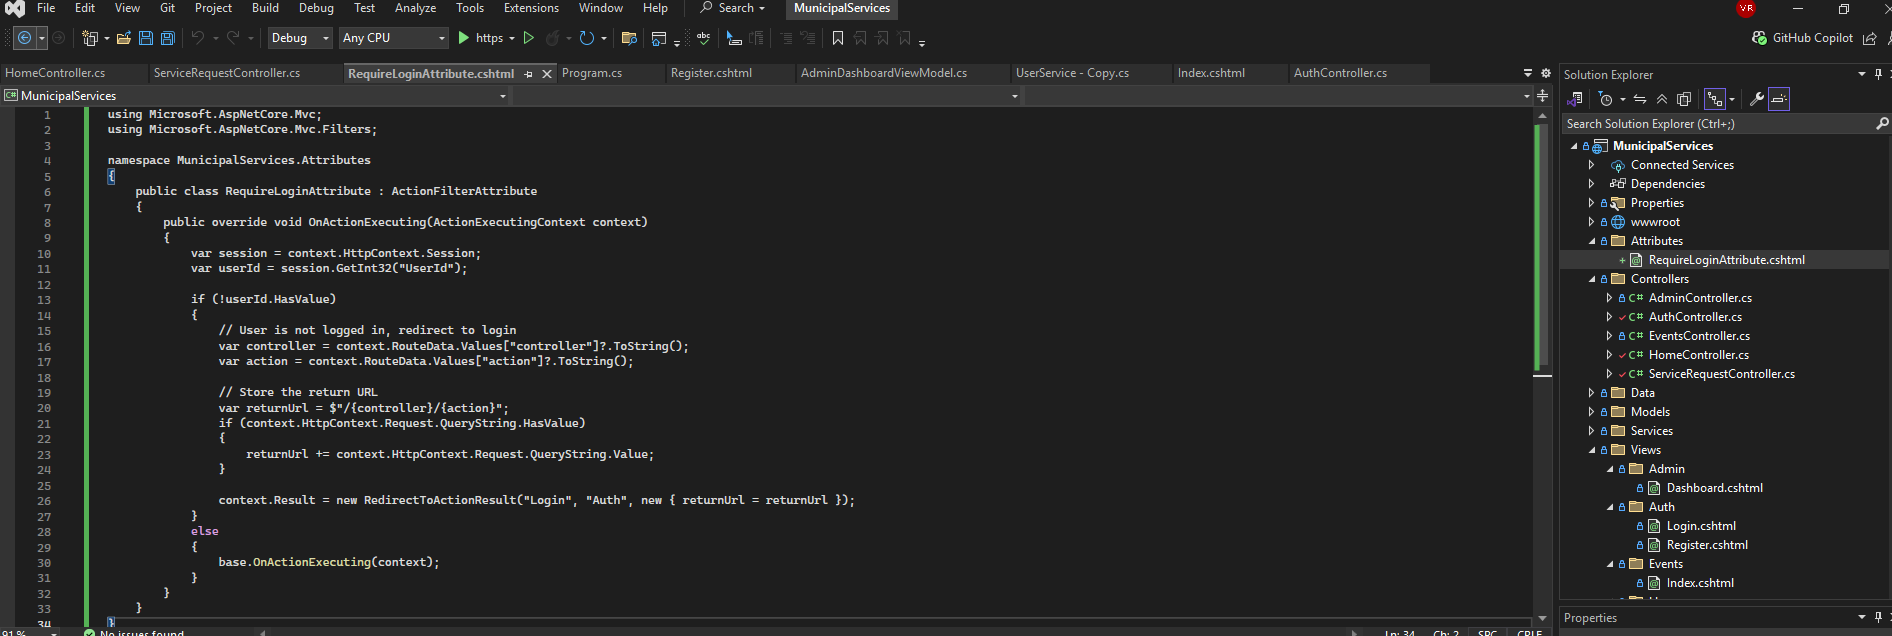 File Edit View Git Project Build Debug Test Analyze Tools Extensions Window Help Search MunicipalServices VR
Debug Any CPU https abc GitHub Copilot
HomeController.cs ServiceRequestController.cs RequireLoginAttribute.cshtml Program.cs Register.cshtml AdminDashboardViewModel.cs UserService - Copy.cs Index.cshtml AuthController.cs
C# MunicipalServices
1 using Microsoft.AspNetCore.Mvc;
2 using Microsoft.AspNetCore.Mvc.Filters;
3
4 namespace MunicipalServices.Attributes
5 {
6 public class RequireLoginAttribute : ActionFilterAttribute
7 {
8 public override void OnActionExecuting(ActionExecutingContext context)
9 {
10 var session = context.HttpContext.Session;
11 var userId = session.GetInt32("UserId");
12
13 if (!userId.HasValue)
14 {
15 // User is not logged in, redirect to login
16 var controller = context.RouteData.Values["controller"]?.ToString();
17 var action = context.RouteData.Values["action"]?.ToString();
18
19 // Store the return URL
20 var returnUrl = $"/{controller}/{action}";
21 if (context.HttpContext.Request.QueryString.HasValue)
22 {
23 returnUrl += context.HttpContext.Request.QueryString.Value;
24 }
25
26 context.Result = new RedirectToActionResult("Login", "Auth", new { returnUrl = returnUrl });
27 }
28 else
29 {
30 base.OnActionExecuting(context);
31 }
32 }
33 }
34 }
91 % No issues found Ln: 34 Ch: 2 SPC CRLF
Solution Explorer
Search Solution Explorer (Ctrl+;)
MunicipalServices
Connected Services
Dependencies
Properties
wwwroot
Attributes
RequireLoginAttribute.cshtml
Controllers
C# AdminController.cs
C# AuthController.cs
C# EventsController.cs
C# HomeController.cs
C# ServiceRequestController.cs
Data
Models
Services
Views
Admin
Dashboard.cshtml
Auth
Login.cshtml
Register.cshtml
Events
Index.cshtml
Properties